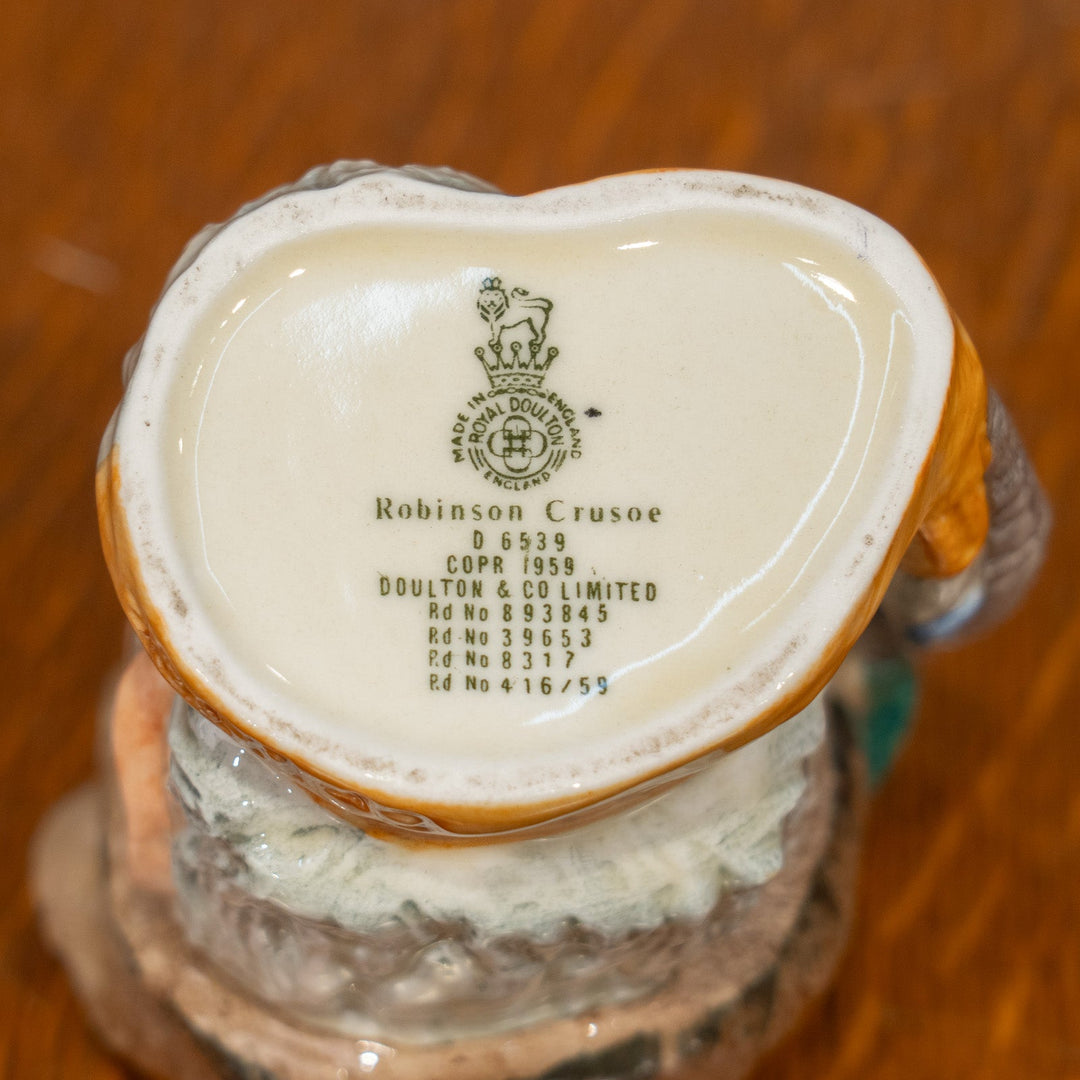 MADE IN ENGLAND
ROYAL DOULTON
ENGLAND
Robinson Crusoe
D 6539
COPR 1959
DOULTON & CO LIMITED
Rd No 893845
Rd No 39653
Rd No 8317
Rd No 416/59